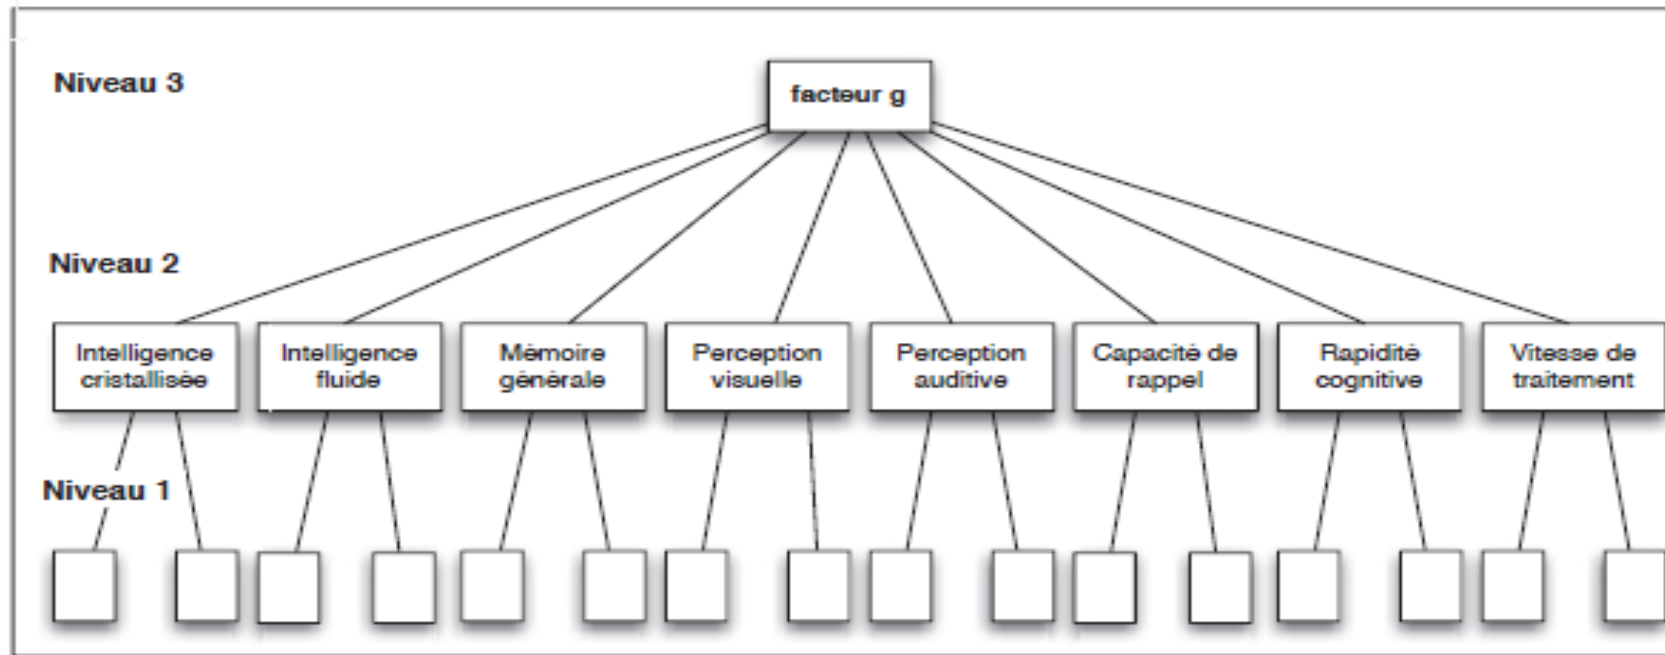 Niveau 3
facteur g
Niveau 2
Intelligence
cristallisée
Intelligence
fluide
Mémoire
générale
Perception
visuelle
Perception
auditive
Capacité de
rappel
Rapidité
cognitive
Vitesse de
traitement
Niveau 1